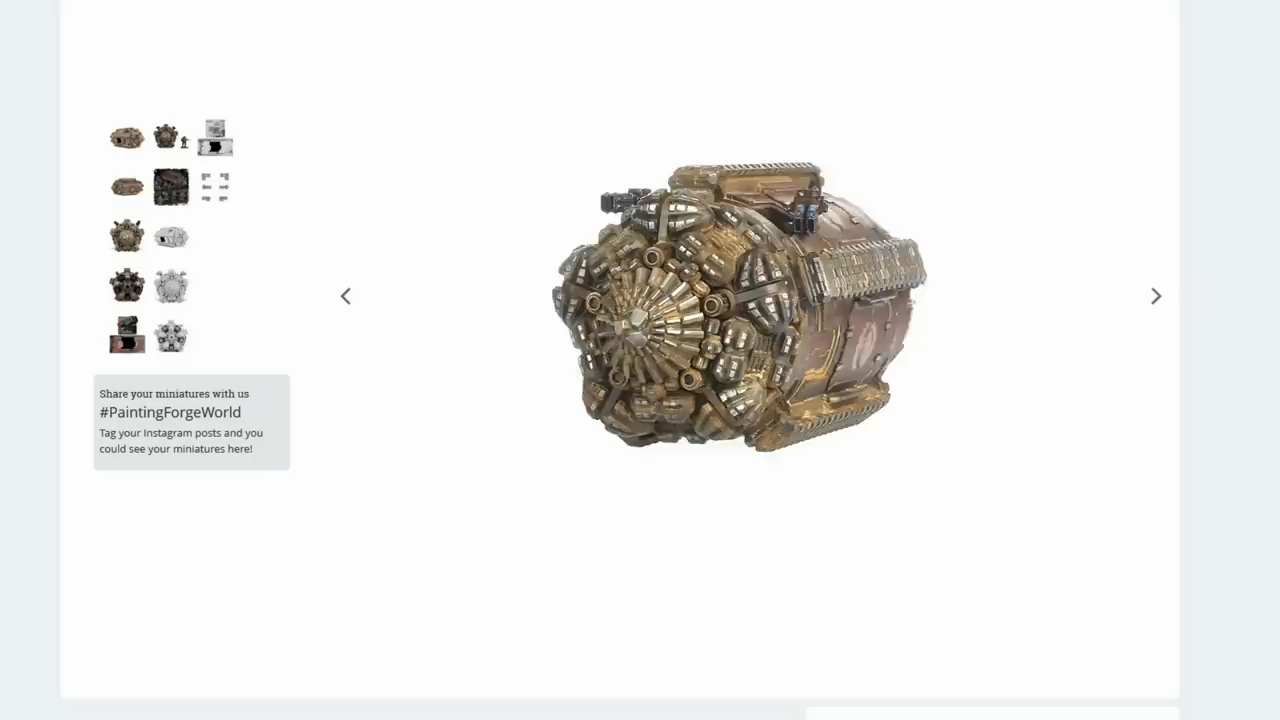 Share your miniatures with us
#PaintingForgeWorld
Tag your Instagram posts and you
could see your miniatures here!